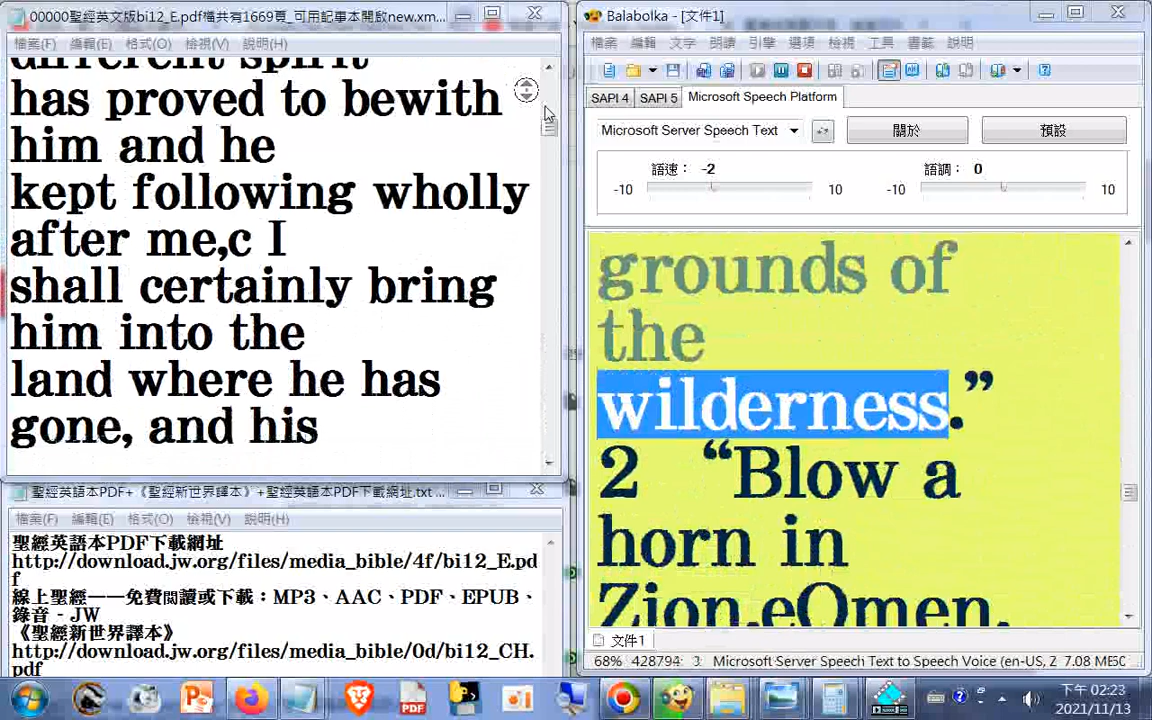 00000聖經英文版bi12_E.pdf檔共有1669頁_可用記事本開啟new.xm...
檔案(F) 編輯(E) 格式(O) 檢視(V) 說明(H)
different spirit
has proved to bewith
him and he
kept following wholly
after me,c I
shall certainly bring
him into the
land where he has
gone, and his
聖經英語本PDF+《聖經新世界譯本》+聖經英語本PDF下載網址.txt ...
檔案(F) 編輯(E) 格式(O) 檢視(V) 說明(H)
聖經英語本PDF下載網址
http://download.jw.org/files/media_bible/4f/bi12_E.pd
f
線上聖經——免費閱讀或下載：MP3、AAC、PDF、EPUB、
錄音 - JW
《聖經新世界譯本》
http://download.jw.org/files/media_bible/0d/bi12_CH.
pdf
Balabolka - [文件1]
檔案 編輯 文字 朗讀 引擎 選項 檢視 工具 書籤 說明
SAPI 4 SAPI 5 Microsoft Speech Platform
Microsoft Server Speech Text 關於 預設
語速： -2 語調： 0
-10 10 -10 10
grounds of
the
wilderness.”
2 “Blow a
horn in
Zion,eOmen.
文件1
68% 428794: 3: Microsoft Server Speech Text to Speech Voice (en-US, 2 7.08 ME
下午 02:23
2021/11/13